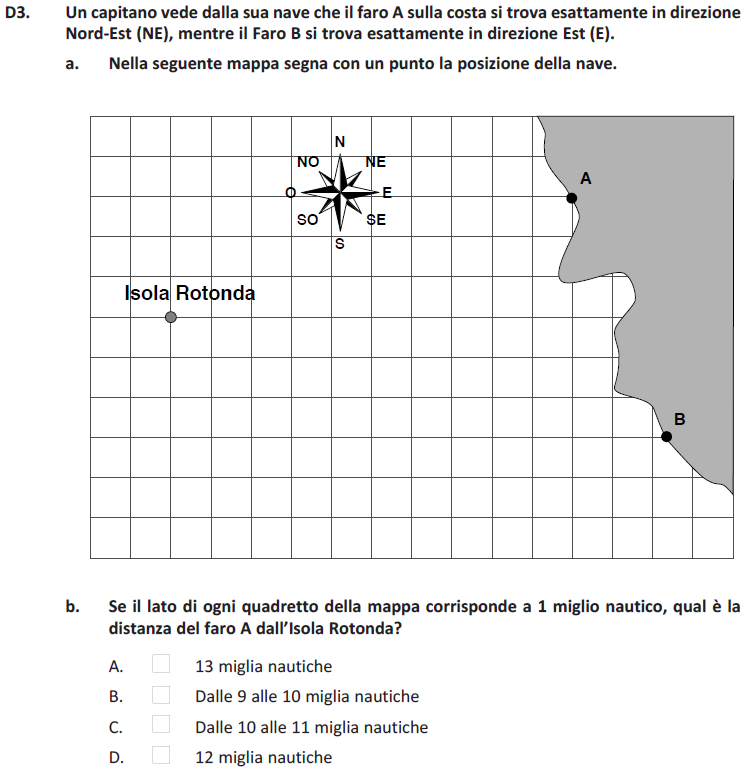 D3. Un capitano vede dalla sua nave che il faro A sulla costa si trova esattamente in direzione
Nord-Est (NE), mentre il Faro B si trova esattamente in direzione Est (E).
a. Nella seguente mappa segna con un punto la posizione della nave.
N
NO NE
A
O E
SO SE
S
Isola Rotonda
B
b. Se il lato di ogni quadretto della mappa corrisponde a 1 miglio nautico, qual è la
distanza del faro A dall'Isola Rotonda?
A. 13 miglia nautiche
B. Dalle 9 alle 10 miglia nautiche
C. Dalle 10 alle 11 miglia nautiche
D. 12 miglia nautiche